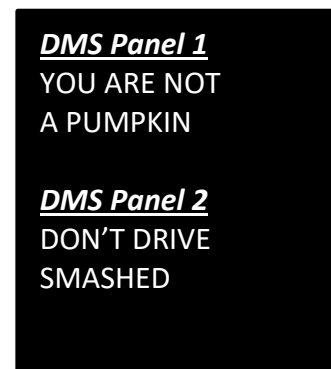 DMS Panel 1
YOU ARE NOT
A PUMPKIN
DMS Panel 2
DON’T DRIVE
SMASHED